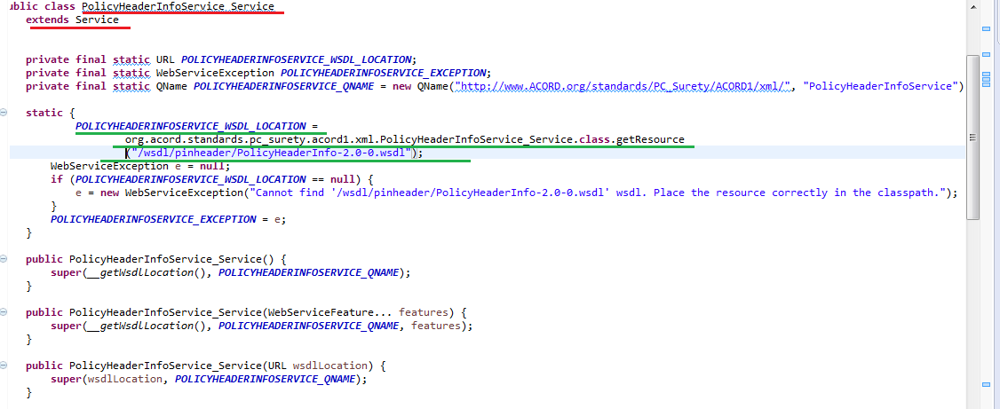 ublic class PolicyHeaderInfoService_Service
extends Service
private final static URL POLICYHEADERINFOSERVICE_WSDL_LOCATION;
private final static WebServiceException POLICYHEADERINFOSERVICE_EXCEPTION;
private final static QName POLICYHEADERINFOSERVICE_QNAME = new QName("http://www.ACORD.org/standards/PC_Surety/ACORD1/xml/", "PolicyHeaderInfoService")
static {
POLICYHEADERINFOSERVICE_WSDL_LOCATION =
org.acord.standards.pc_surety.acord1.xml.PolicyHeaderInfoService_Service.class.getResource
("/wsdl/pinheader/PolicyHeaderInfo-2.0-0.wsdl");
WebServiceException e = null;
if (POLICYHEADERINFOSERVICE_WSDL_LOCATION == null) {
e = new WebServiceException("Cannot find '/wsdl/pinheader/PolicyHeaderInfo-2.0-0.wsdl' wsdl. Place the resource correctly in the classpath.");
}
POLICYHEADERINFOSERVICE_EXCEPTION = e;
}
public PolicyHeaderInfoService_Service() {
super(__getWsdlLocation(), POLICYHEADERINFOSERVICE_QNAME);
}
public PolicyHeaderInfoService_Service(WebServiceFeature... features) {
super(__getWsdlLocation(), POLICYHEADERINFOSERVICE_QNAME, features);
}
public PolicyHeaderInfoService_Service(URL wsdlLocation) {
super(wsdlLocation, POLICYHEADERINFOSERVICE_QNAME);
}